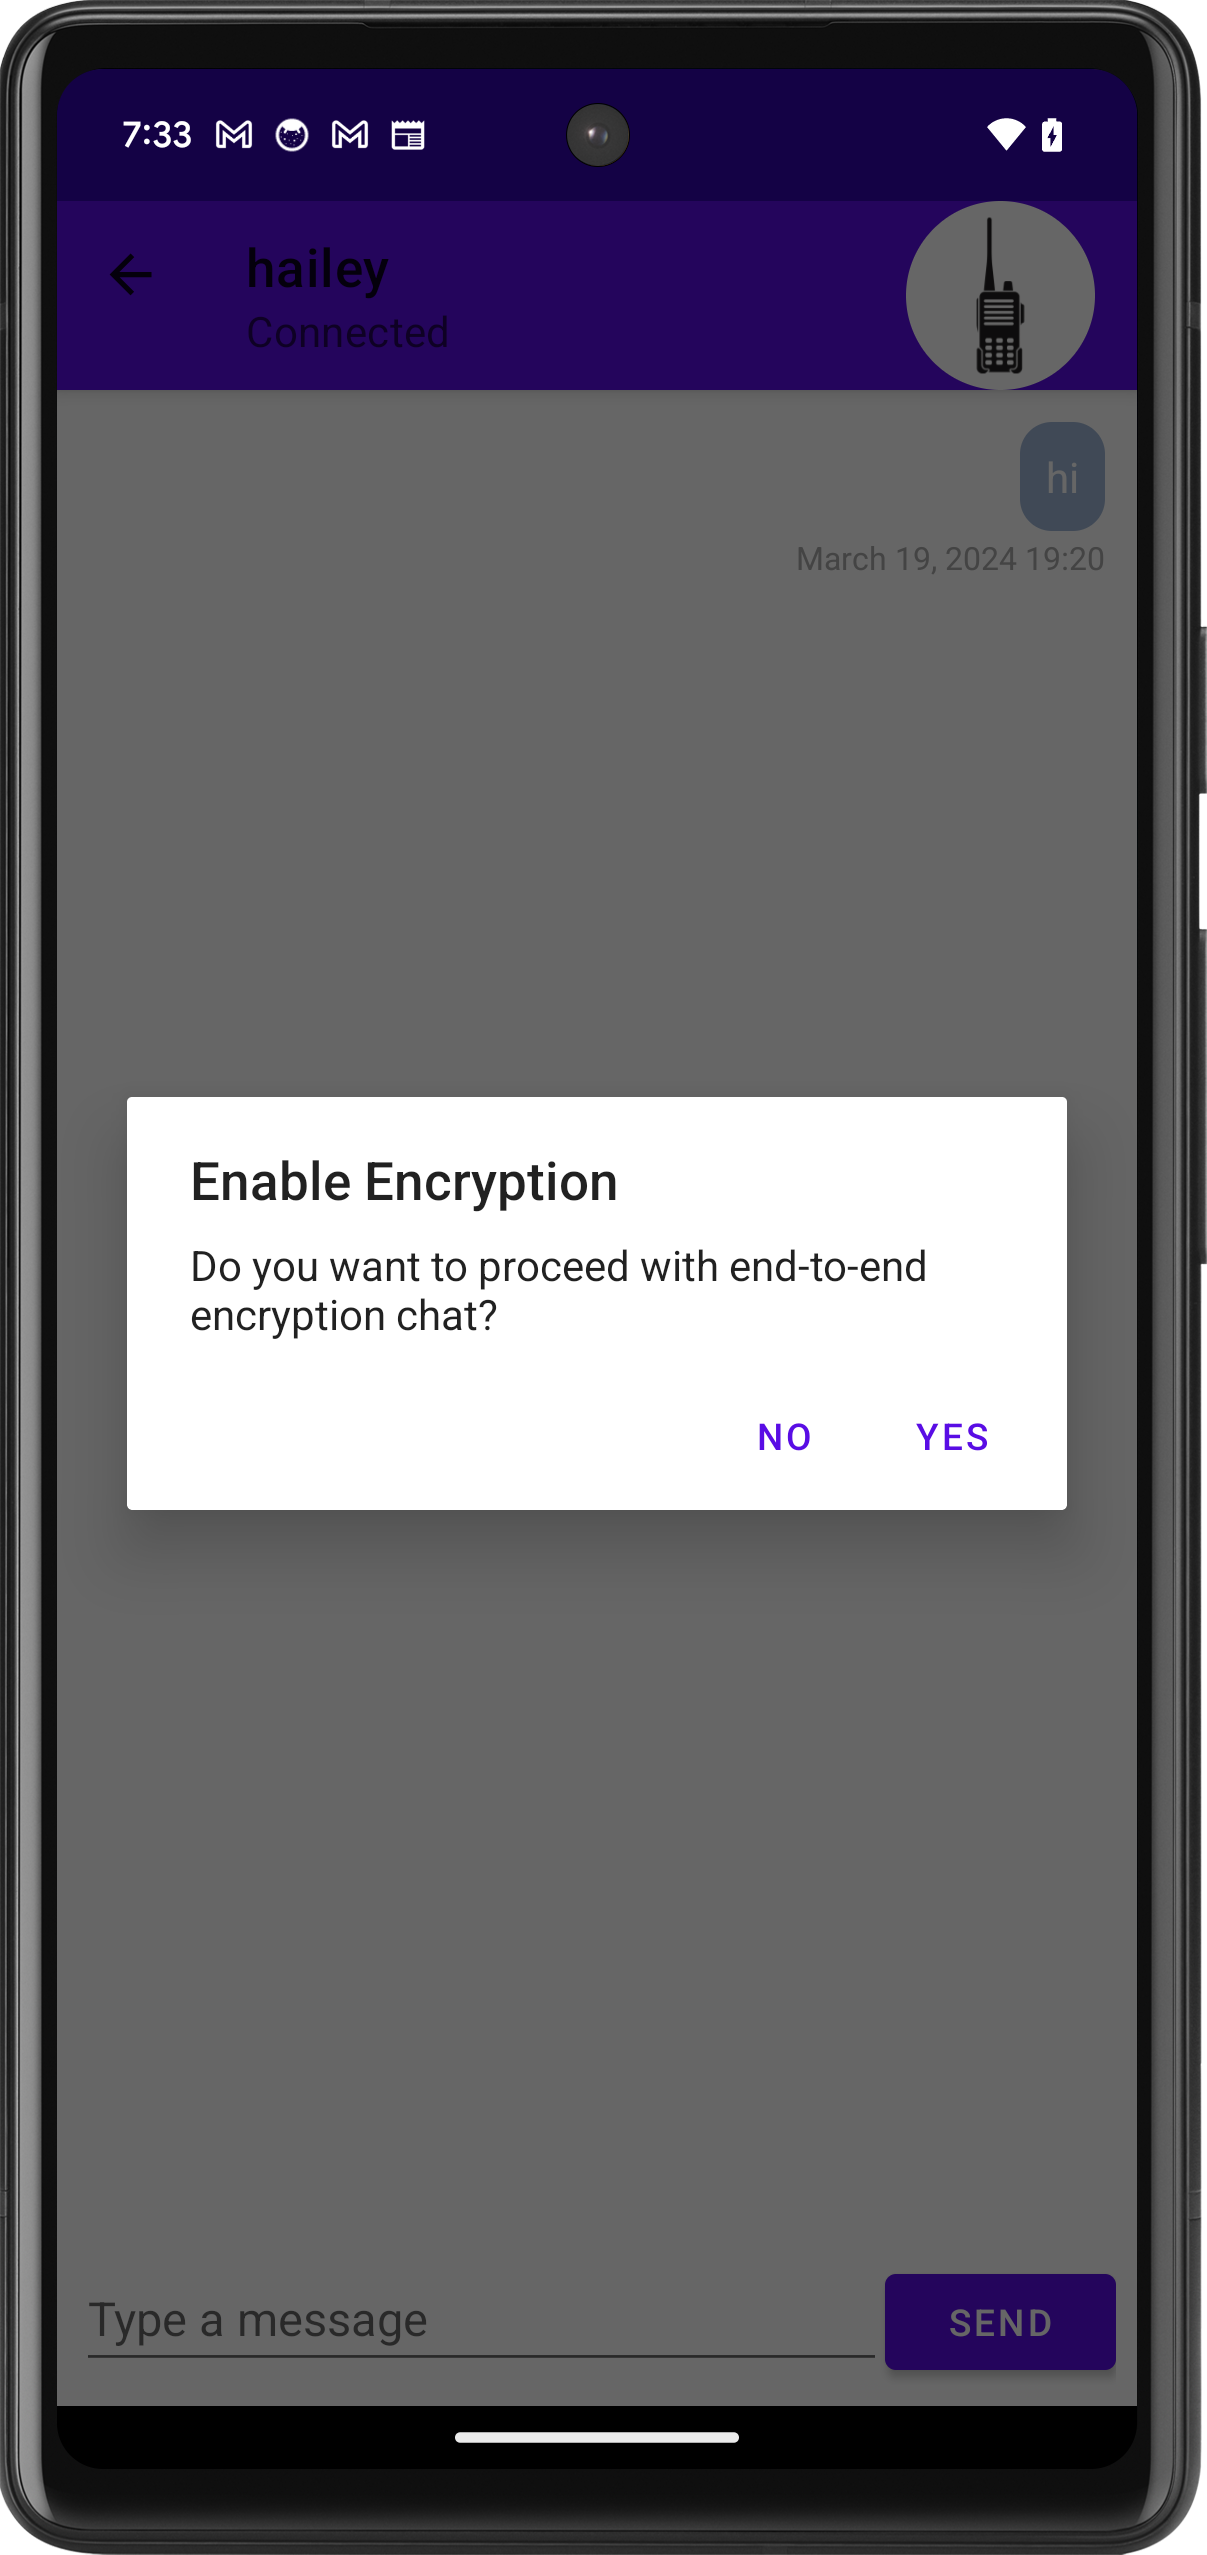 7:33
hailey
Connected
hi
March 19, 2024 19:20
Enable Encryption
Do you want to proceed with end-to-end
encryption chat?
NO YES
Type a message
SEND